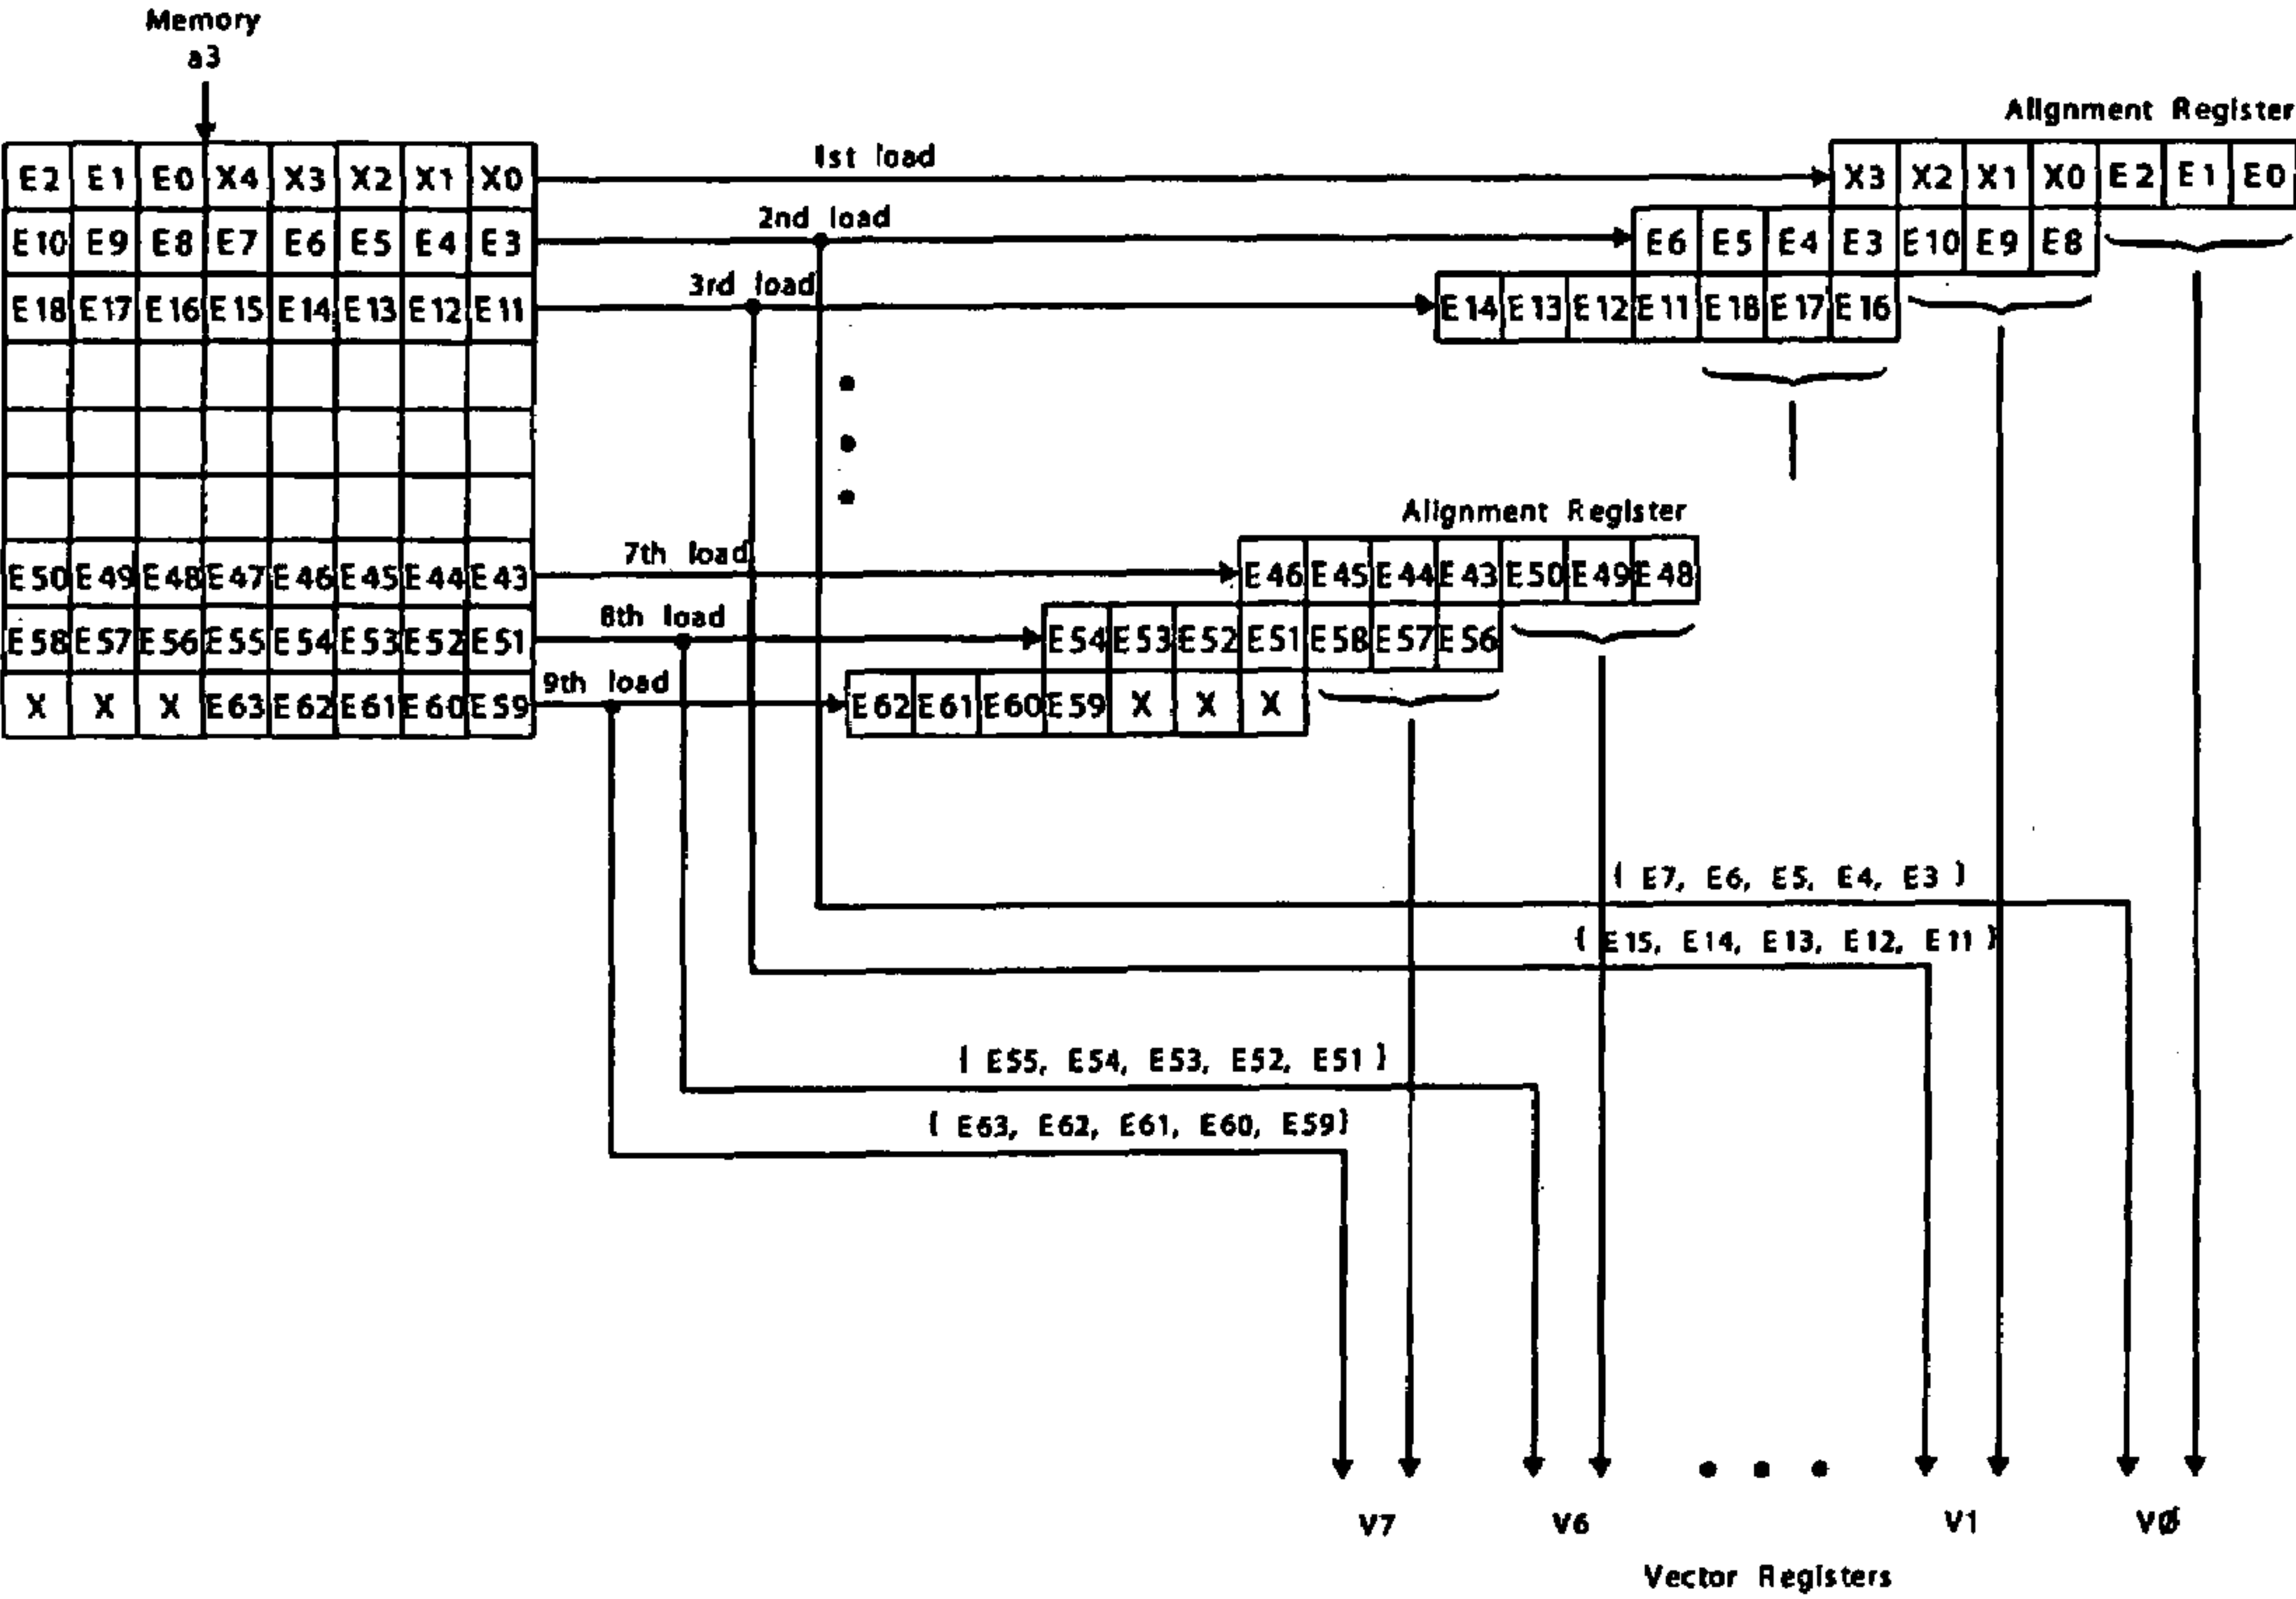 Memory
a3
Alignment Register
1st load
E2 E1 E0 X4 X3 X2 X1 X0
X3 X2 X1 X0 E2 E1 E0
2nd load
E10 E9 E8 E7 E6 E5 E4 E3
E6 E5 E4 E3 E10 E9 E8
3rd load
E18 E17 E16 E15 E14 E13 E12 E11
E14 E13 E12 E11 E18 E17 E16
Alignment Register
7th load
E50 E49 E48 E47 E46 E45 E44 E43
E46 E45 E44 E43 E50 E49 E48
8th load
E58 E57 E56 E55 E54 E53 E52 E51
E54 E53 E52 E51 E58 E57 E56
9th load
X X X E63 E62 E61 E60 E59
E62 E61 E60 E59 X X X
{ E7, E6, E5, E4, E3 }
{ E15, E14, E13, E12, E11 }
{ E55, E54, E53, E52, E51 }
{ E63, E62, E61, E60, E59}
V7 V6 V1 V0
Vector Registers